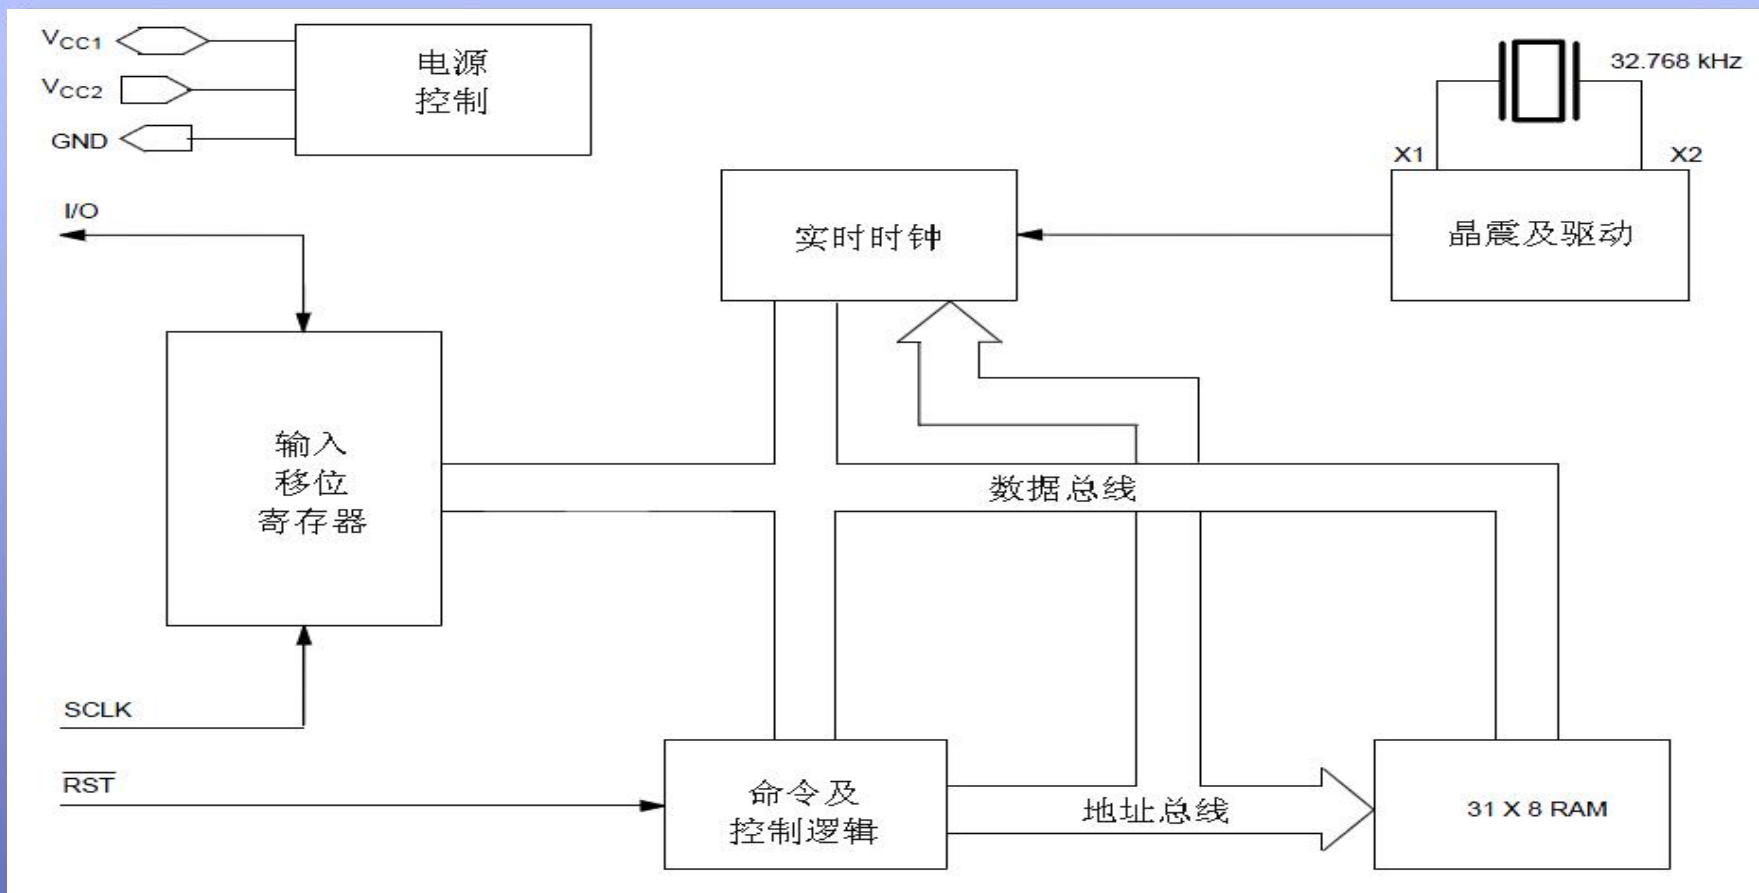 VCC1
电源
控制
VCC2
GND
32.768 kHz
X1
X2
I/O
实时时钟
晶震及驱动
输入
移位
寄存器
数据总线
SCLK
RST
命令及
控制逻辑
地址总线
31 X 8 RAM